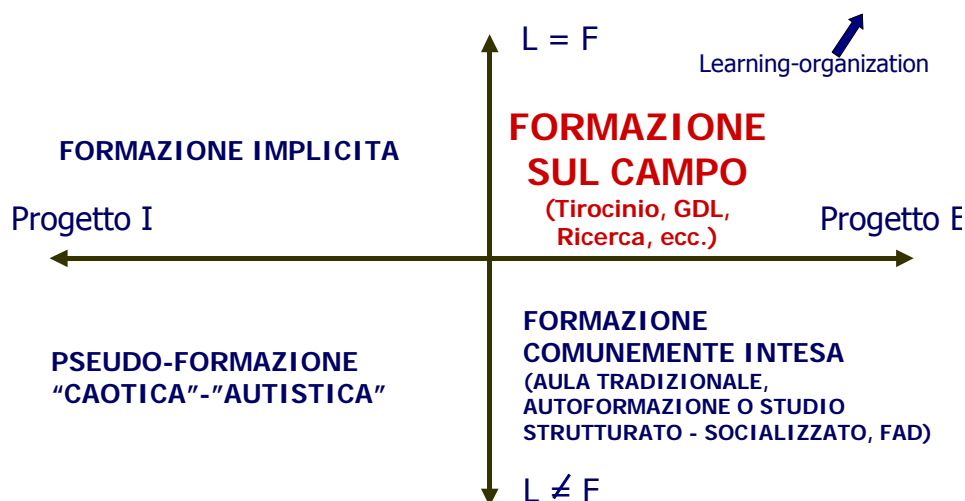 L = F
Learning-organization
FORMAZIONE IMPLICITA
FORMAZIONE
SUL CAMPO
(Tirocinio, GDL,
Ricerca, ecc.)
Progetto I
Progetto E
PSEUDO-FORMAZIONE
“CAOTICA”-”AUTISTICA”
FORMAZIONE
COMUNEMENTE INTESA
(AULA TRADIZIONALE,
AUTOFORMAZIONE O STUDIO
STRUTTURATO - SOCIALIZZATO, FAD)
L ≠ F